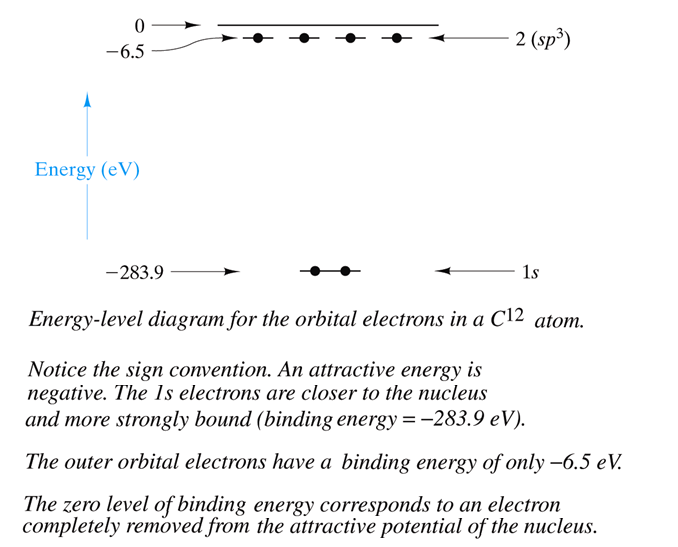 0
−6.5
2 (sp³)
Energy (eV)
−283.9
1s
Energy-level diagram for the orbital electrons in a C¹² atom.
Notice the sign convention. An attractive energy is
negative. The 1s electrons are closer to the nucleus
and more strongly bound (binding energy = −283.9 eV).
The outer orbital electrons have a binding energy of only −6.5 eV.
The zero level of binding energy corresponds to an electron
completely removed from the attractive potential of the nucleus.